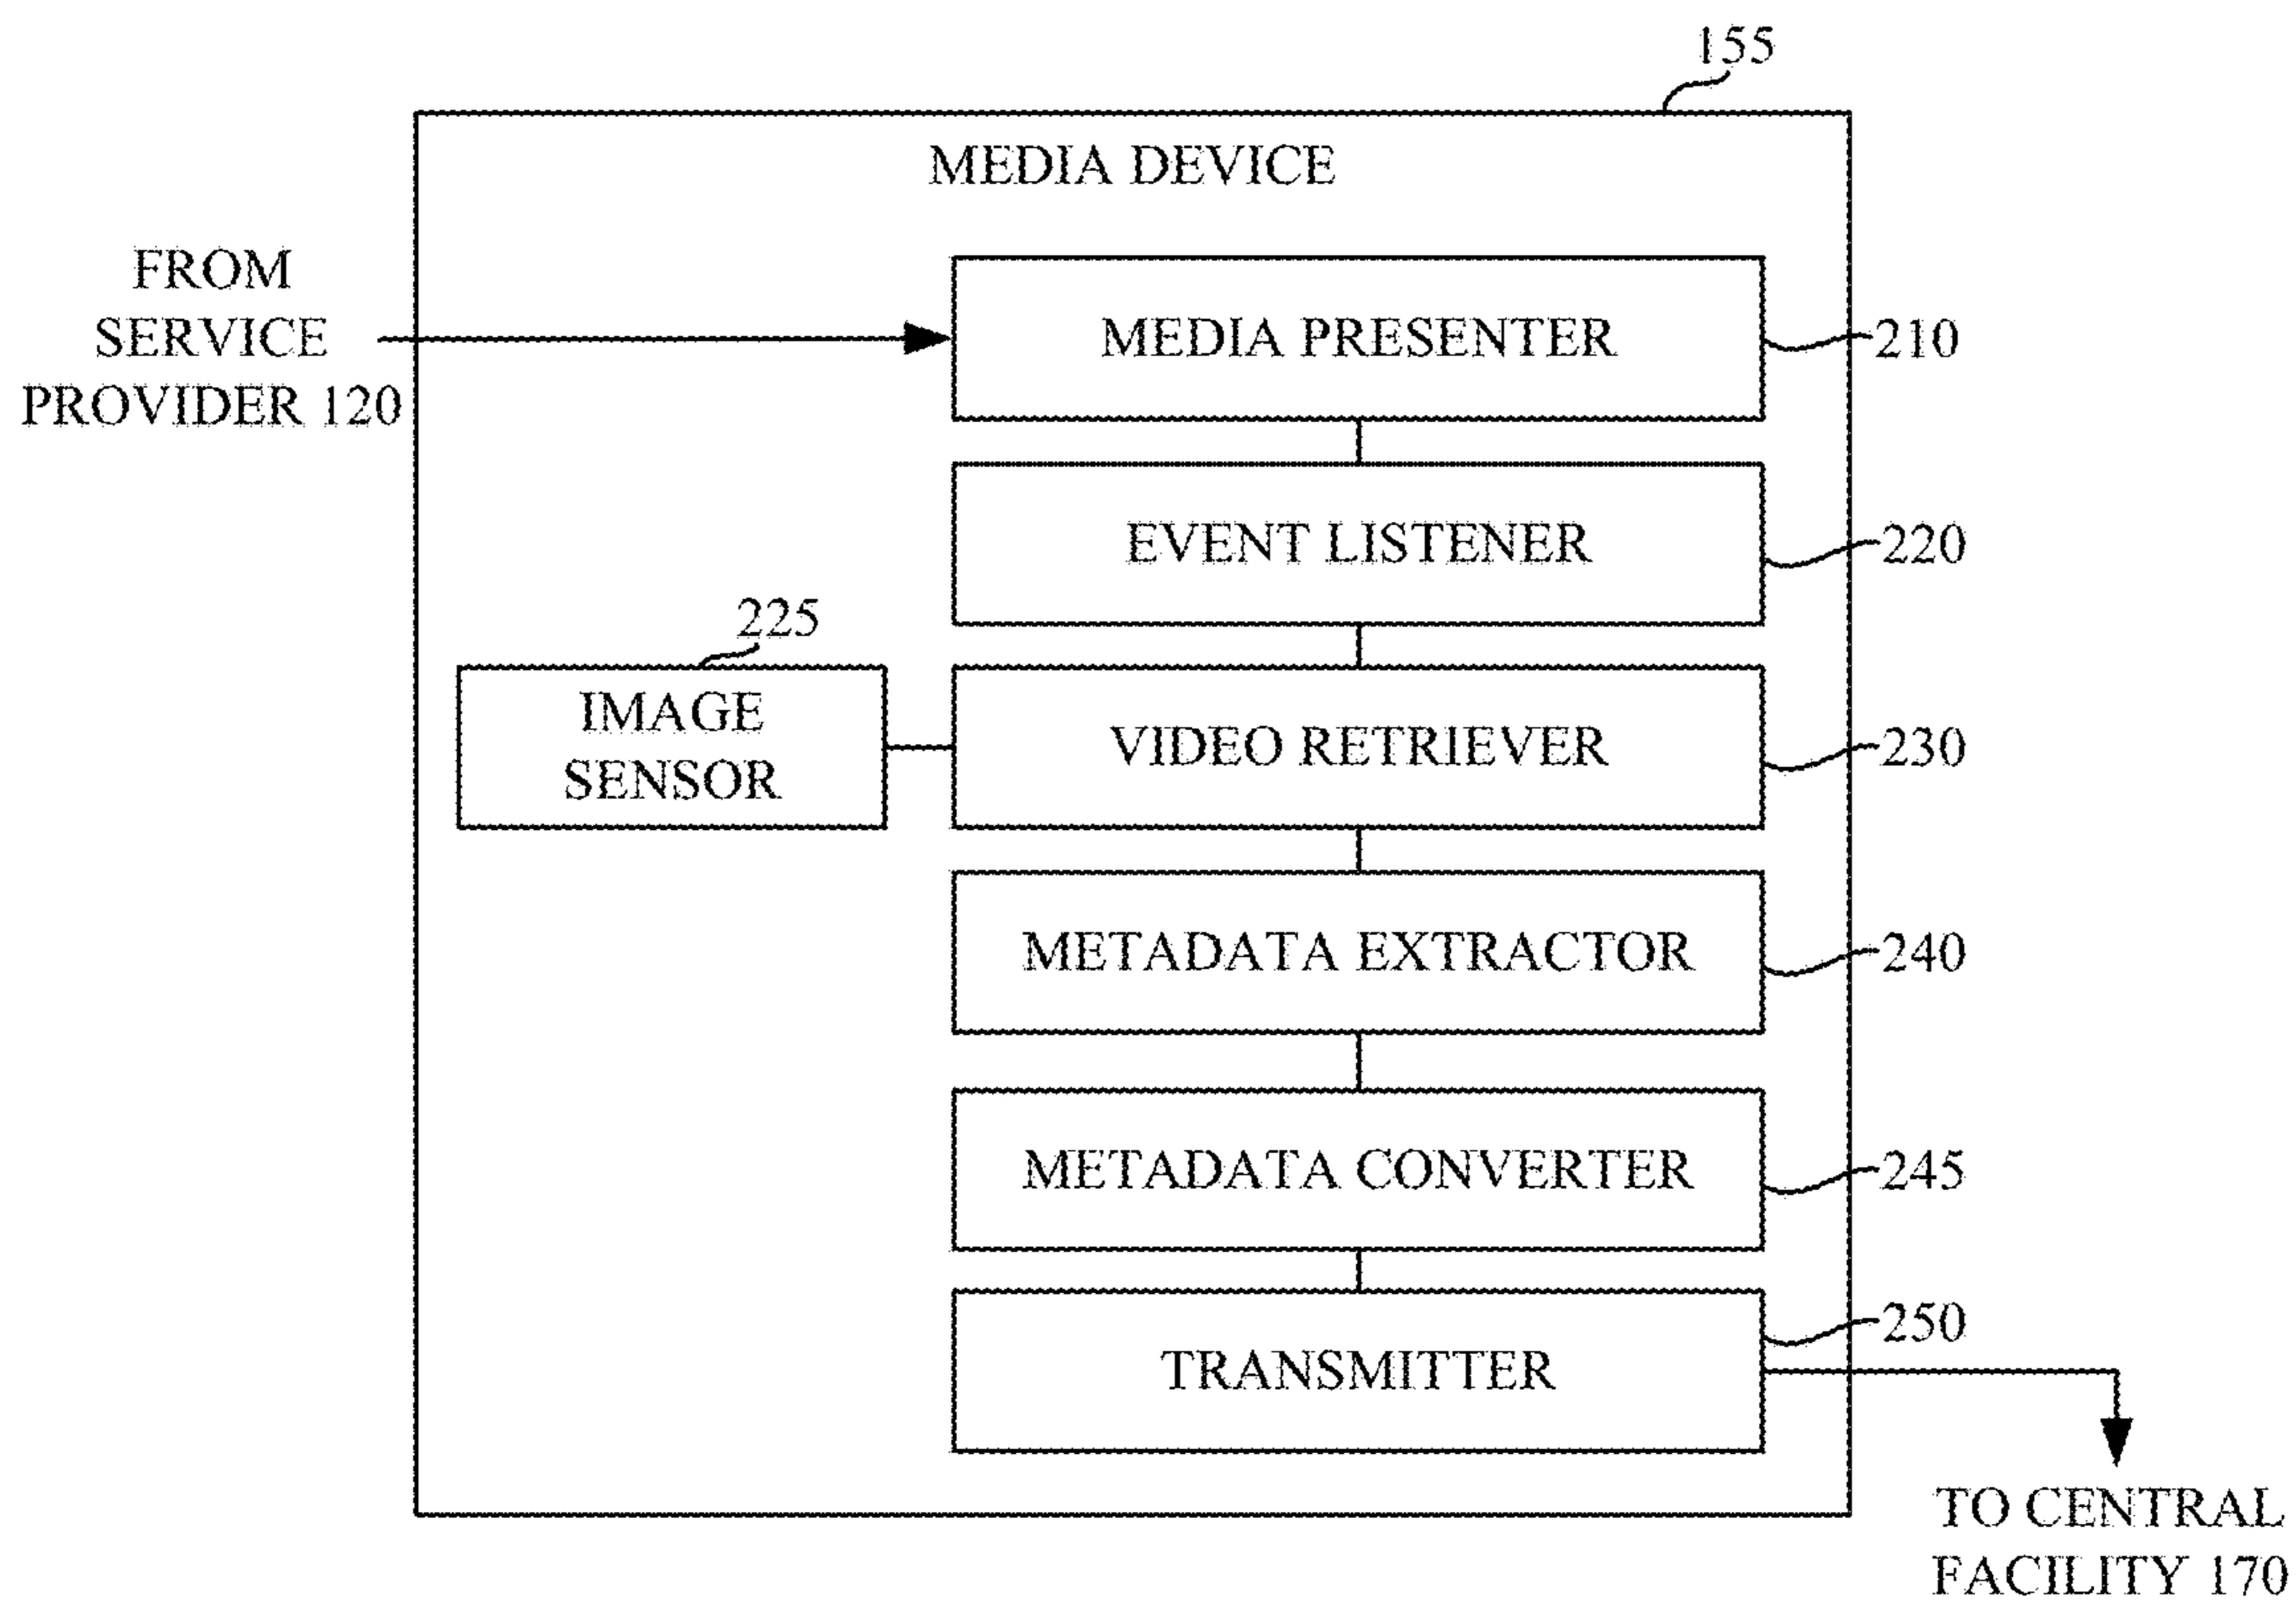 155
MEDIA DEVICE
FROM
SERVICE
PROVIDER 120
MEDIA PRESENTER
210
EVENT LISTENER
220
225
IMAGE
SENSOR
VIDEO RETRIEVER
230
METADATA EXTRACTOR
240
METADATA CONVERTER
245
TRANSMITTER
250
TO CENTRAL
FACILITY 170